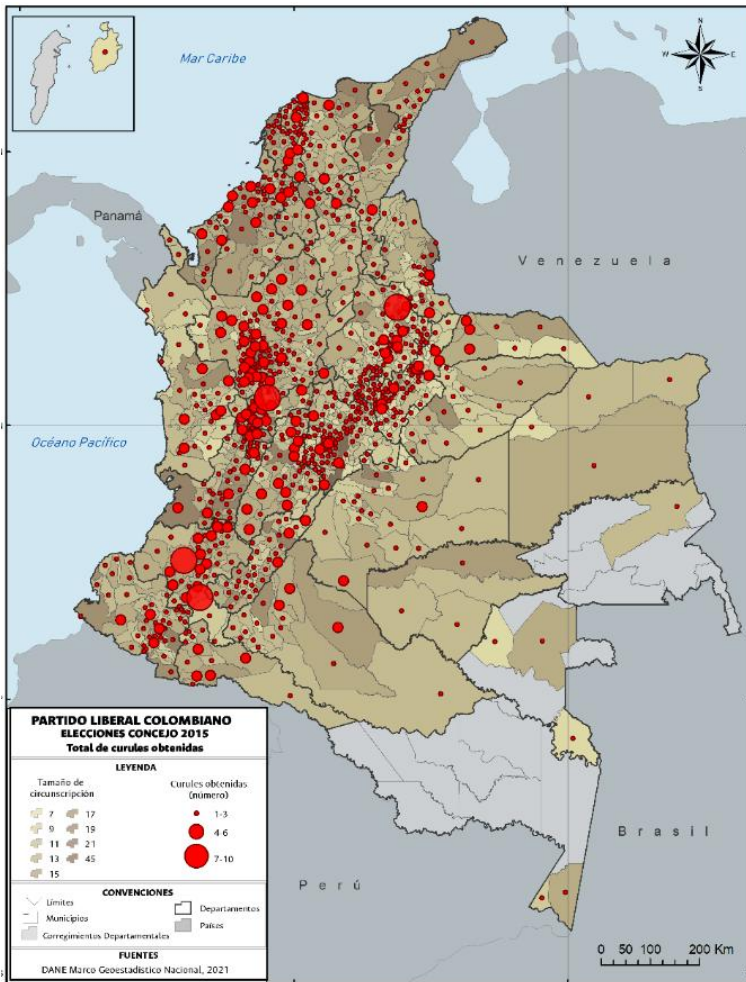 N
W
E
S
Mar Caribe
Panamá
Venezuela
Océano Pacífico
Brasil
Perú
PARTIDO LIBERAL COLOMBIANO
ELECCIONES CONCEJO 2015
Total de curules obtenidas
LEYENDA
Tamaño de circunscripción
7
9
11
13
15
17
19
21
45
Curules obtenidas
(número)
1-3
4-6
7-10
CONVENCIONES
Límites
Municipios
Corregimientos Departamentales
Departamentos
Países
FUENTES
DANE Marco Geoestadístico Nacional, 2021
0 50 100 200 Km